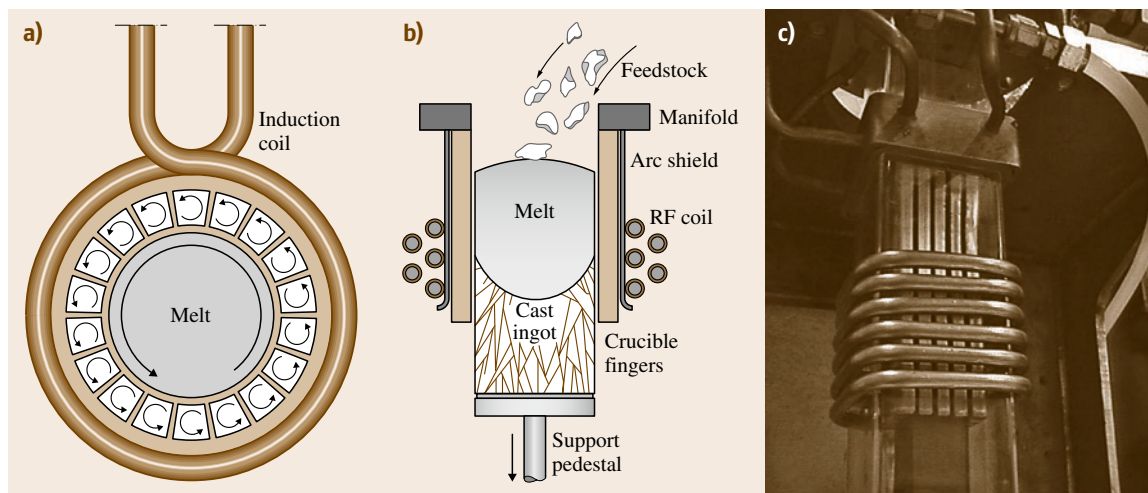 a)
Induction
coil
Melt
b)
Feedstock
Manifold
Arc shield
RF coil
Melt
Cast
ingot
Crucible
fingers
Support
pedestal
c)